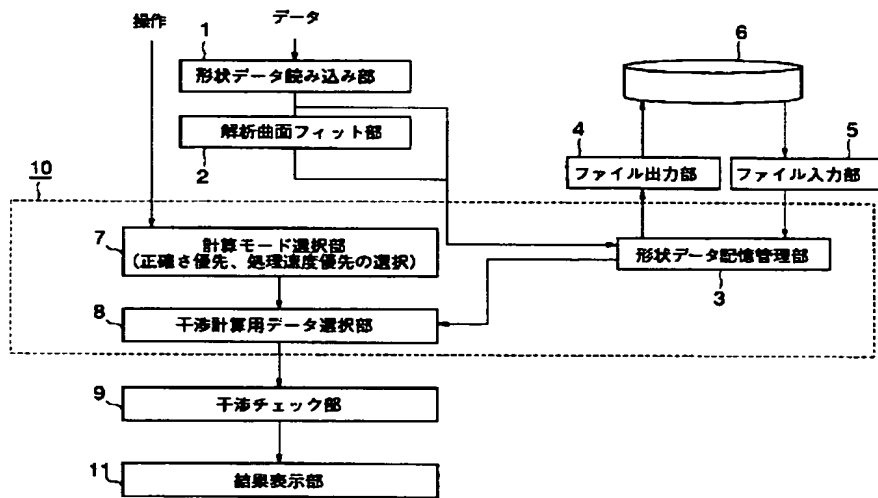 操作
データ
1
形状データ読み込み部
解析曲面フィット部
2
6
4
5
ファイル出力部
ファイル入力部
10
7
計算モード選択部
(正確さ優先、処理速度優先の選択)
形状データ記憶管理部
3
8
干渉計算用データ選択部
9
干渉チェック部
11
結果表示部